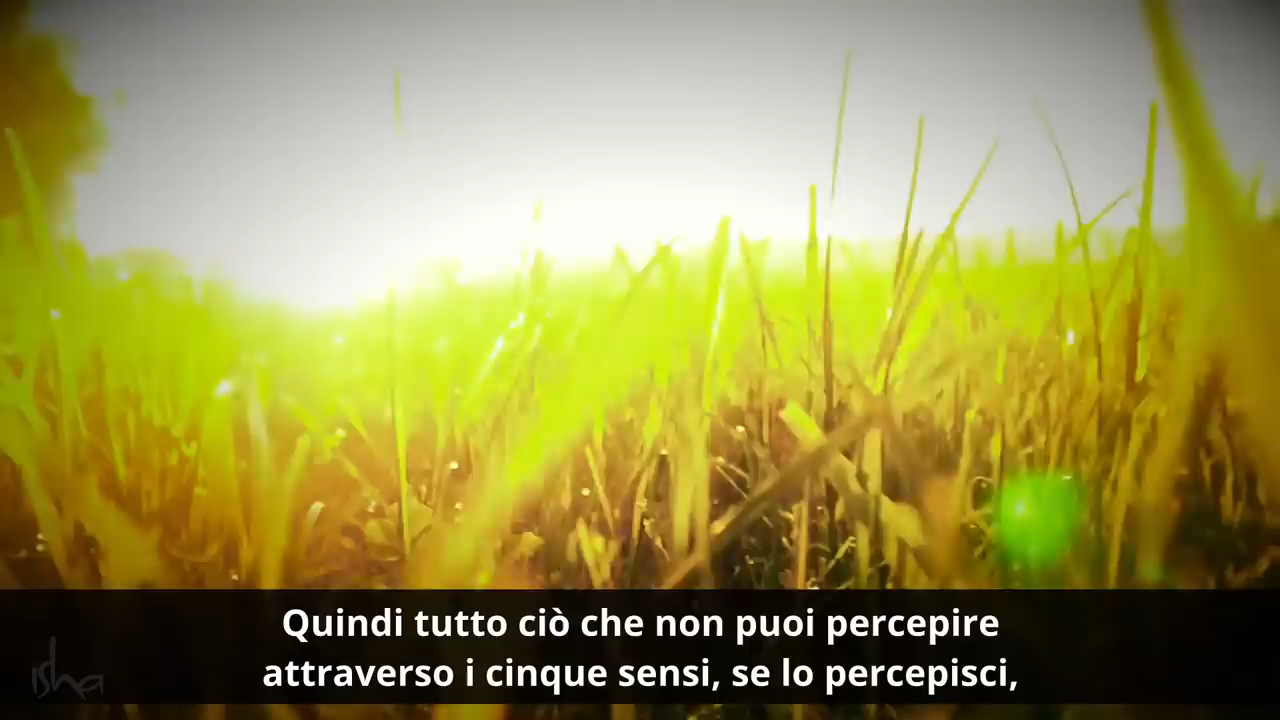 Quindi tutto ciò che non puoi percepire
attraverso i cinque sensi, se lo percepisci,
isha